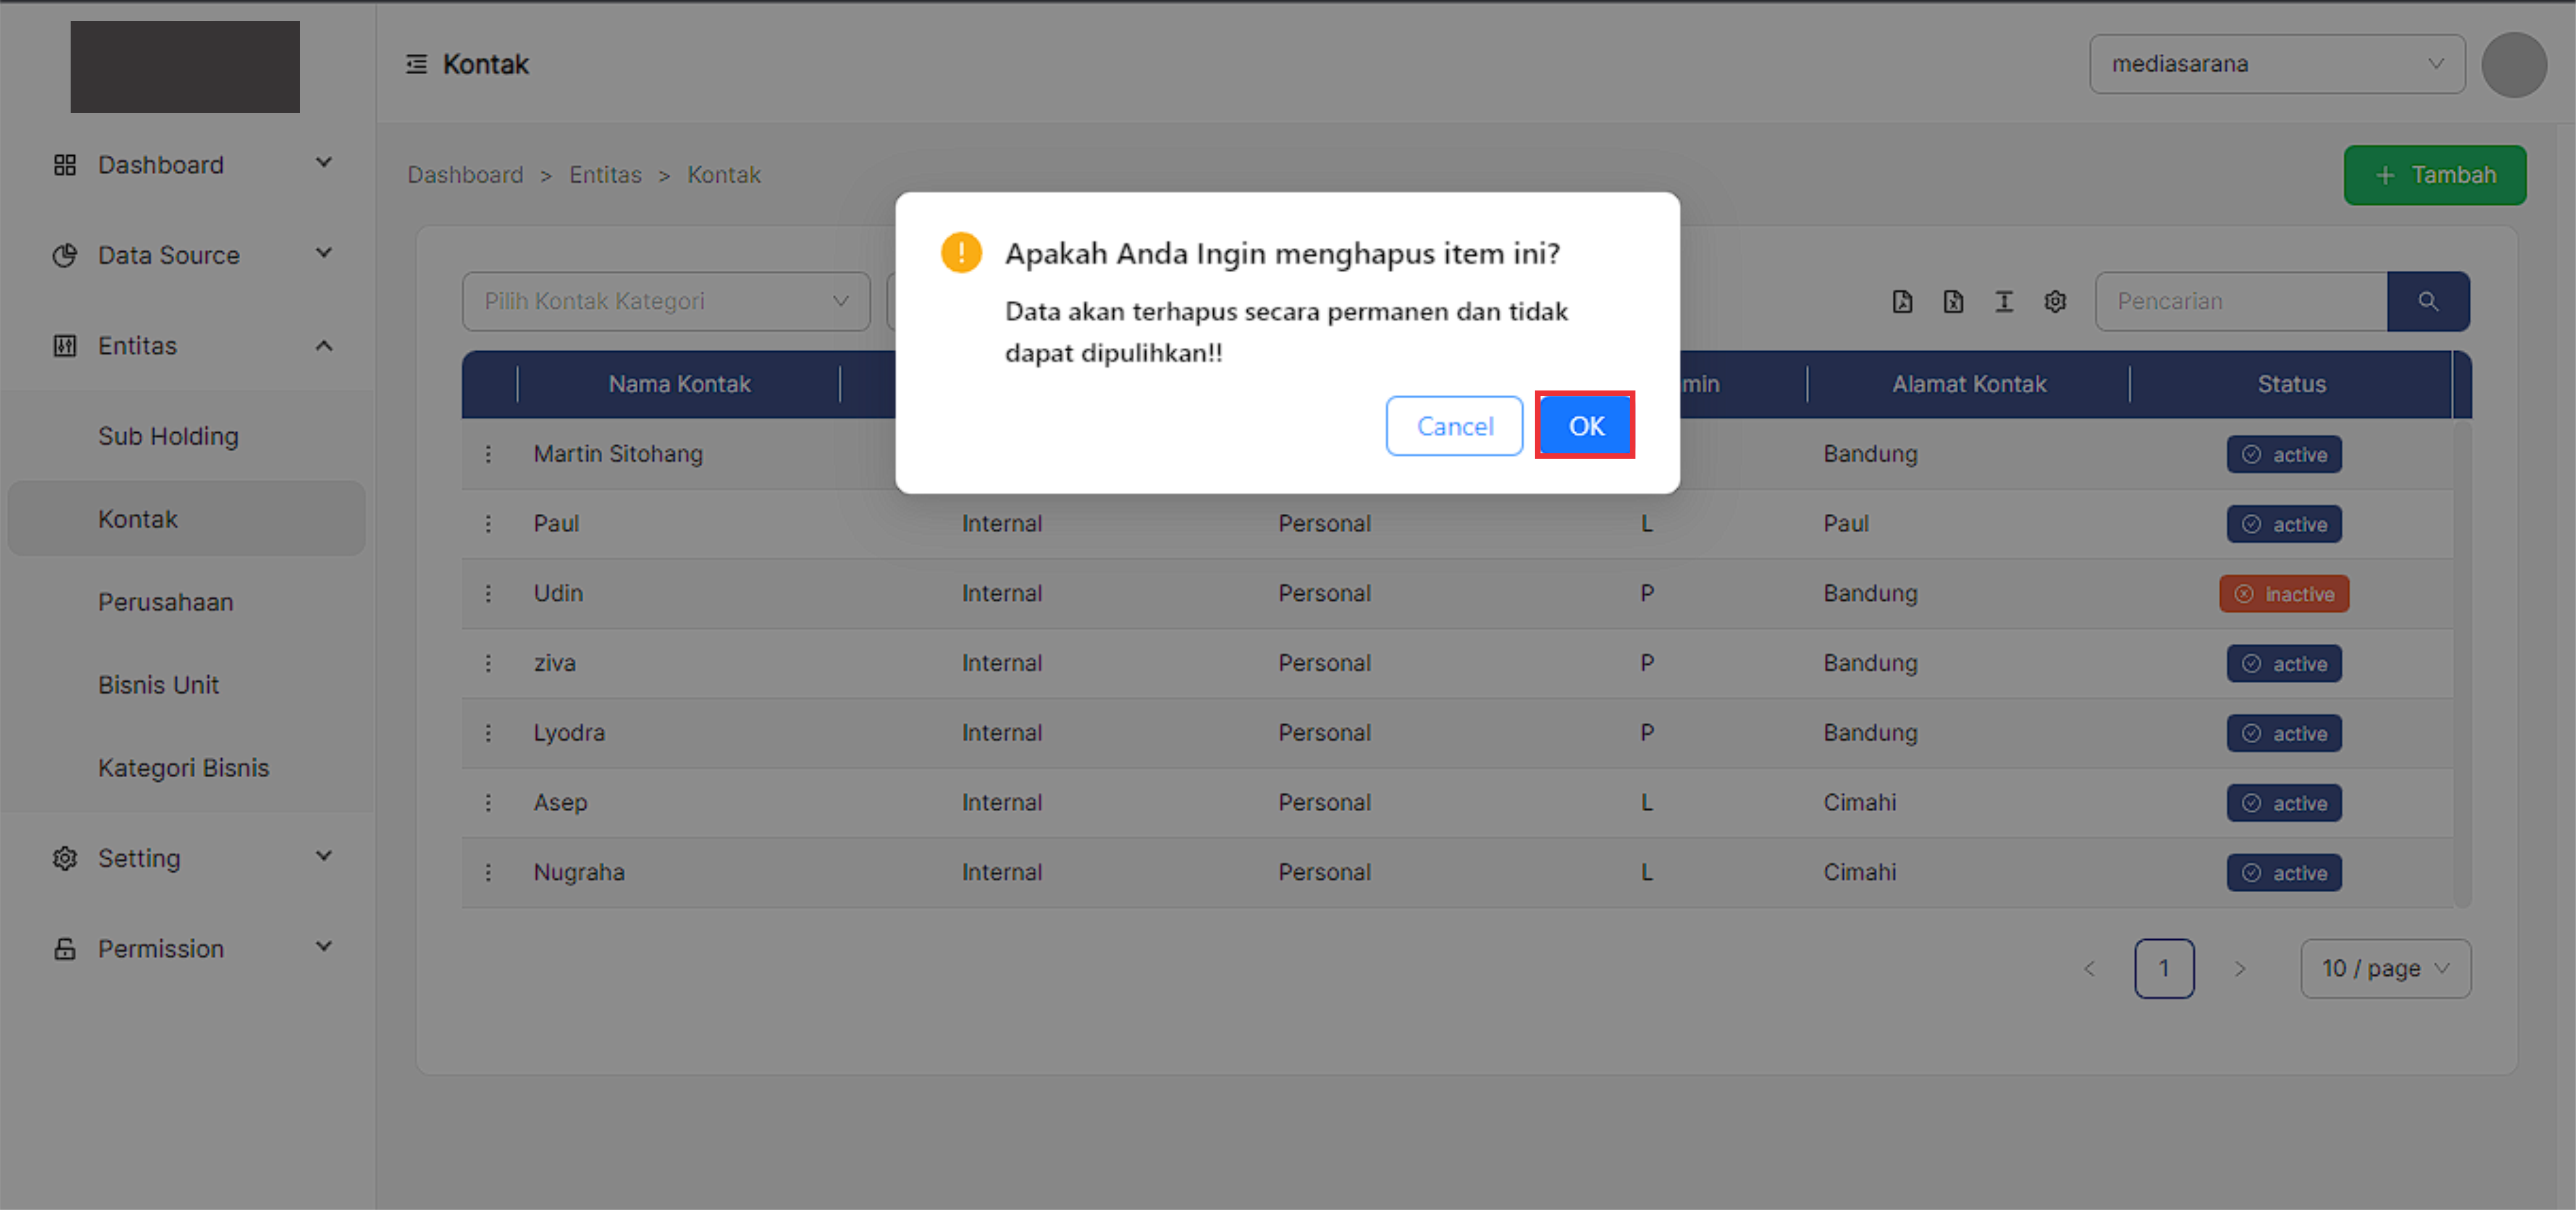 Kontak
mediasarana
Dashboard
Data Source
Entitas
Sub Holding
Kontak
Perusahaan
Bisnis Unit
Kategori Bisnis
Setting
Permission
Dashboard > Entitas > Kontak
+ Tambah
Apakah Anda Ingin menghapus item ini?
Data akan terhapus secara permanen dan tidak
dapat dipulihkan!!
Cancel OK
Pilih Kontak Kategori
Pencarian
Nama Kontak min Alamat Kontak Status
Martin Sitohang Bandung active
Paul Internal Personal L Paul active
Udin Internal Personal P Bandung inactive
ziva Internal Personal P Bandung active
Lyodra Internal Personal P Bandung active
Asep Internal Personal L Cimahi active
Nugraha Internal Personal L Cimahi active
< 1 > 10 / page